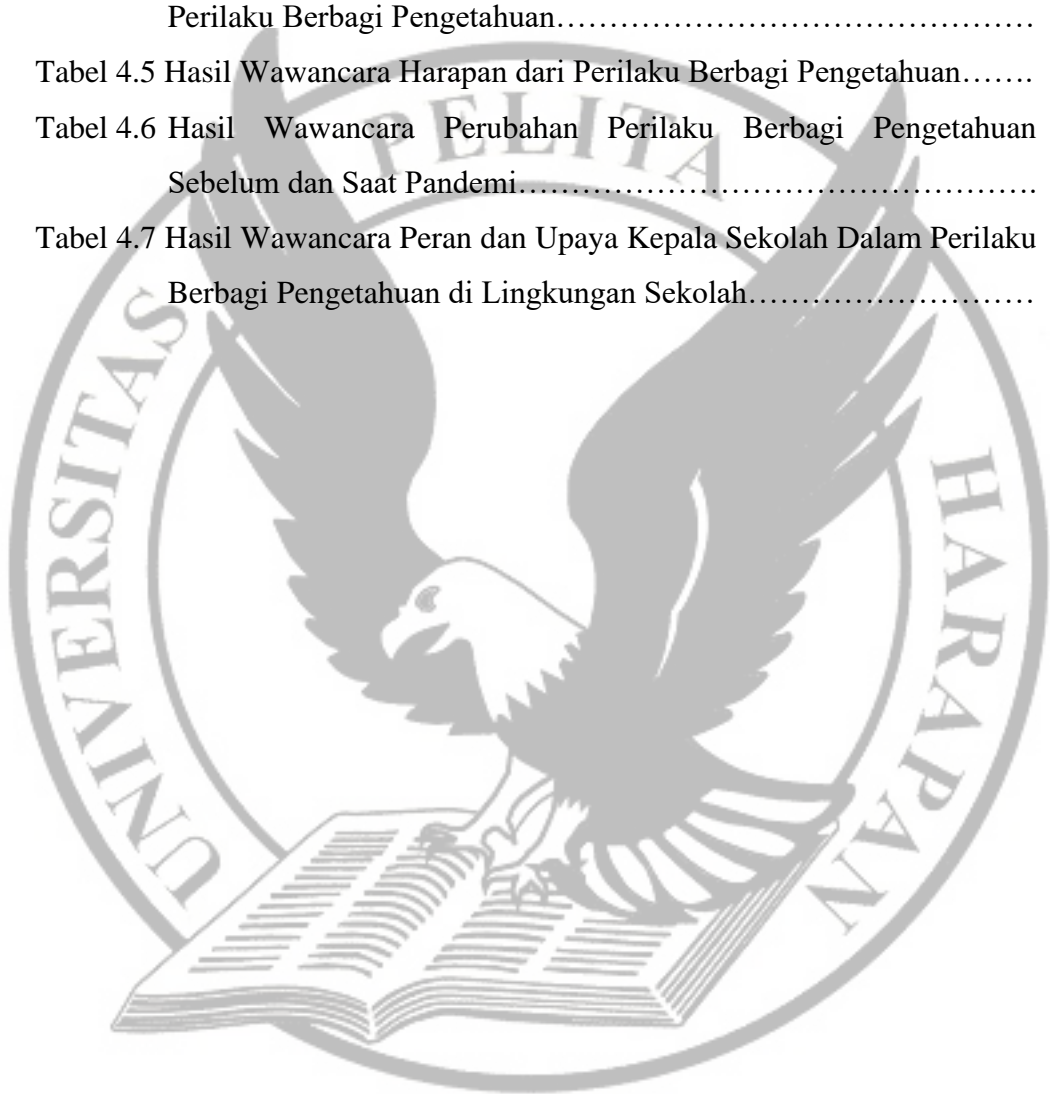 Perilaku Berbagi Pengetahuan………………………………………
Tabel 4.5 Hasil Wawancara Harapan dari Perilaku Berbagi Pengetahuan…….
Tabel 4.6 Hasil Wawancara Perubahan Perilaku Berbagi Pengetahuan
Sebelum dan Saat Pandemi………………………………………….
Tabel 4.7 Hasil Wawancara Peran dan Upaya Kepala Sekolah Dalam Perilaku
Berbagi Pengetahuan di Lingkungan Sekolah………………………
UNIVERSITAS PELITA HARAPAN